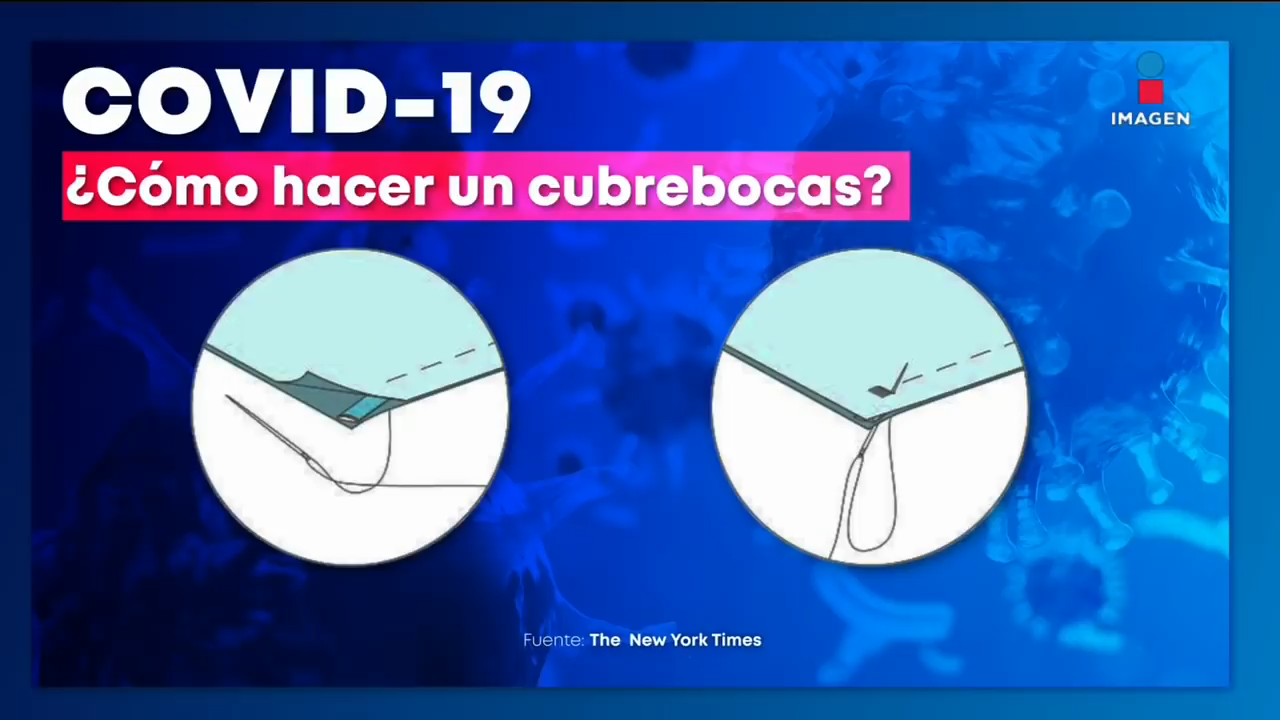 COVID-19
IMAGEN
¿Cómo hacer un cubrebocas?
Fuente: The New York Times